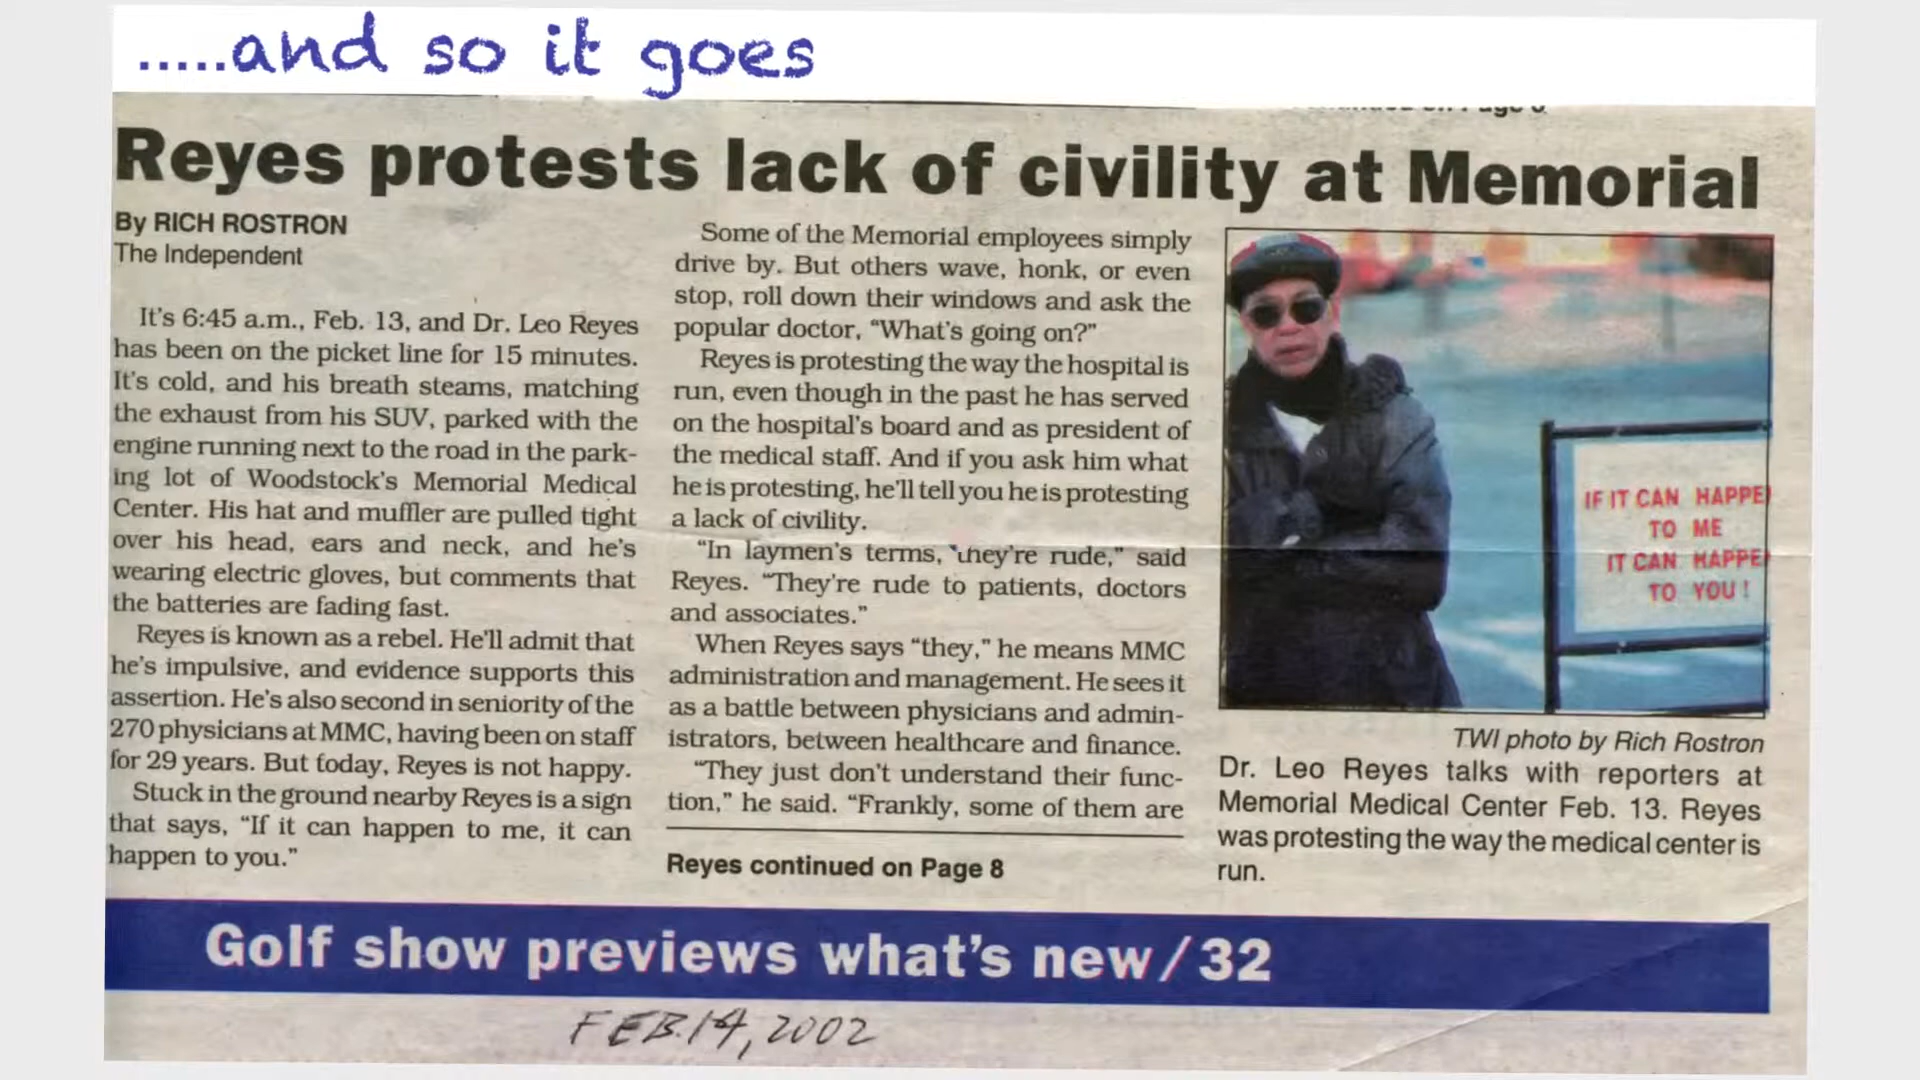 .....and so it goes
Reyes protests lack of civility at Memorial
By RICH ROSTRON
The Independent
It's 6:45 a.m., Feb. 13, and Dr. Leo Reyes
has been on the picket line for 15 minutes.
It's cold, and his breath steams, matching
the exhaust from his SUV, parked with the
engine running next to the road in the park-
ing lot of Woodstock's Memorial Medical
Center. His hat and muffler are pulled tight
over his head, ears and neck, and he's
wearing electric gloves, but comments that
the batteries are fading fast.
Reyes is known as a rebel. He'll admit that
he's impulsive, and evidence supports this
assertion. He's also second in seniority of the
270 physicians at MMC, having been on staff
for 29 years. But today, Reyes is not happy.
Stuck in the ground nearby Reyes is a sign
that says, “If it can happen to me, it can
happen to you.”
Some of the Memorial employees simply
drive by. But others wave, honk, or even
stop, roll down their windows and ask the
popular doctor, “What's going on?”
Reyes is protesting the way the hospital is
run, even though in the past he has served
on the hospital's board and as president of
the medical staff. And if you ask him what
he is protesting, he'll tell you he is protesting
a lack of civility.
“In laymen's terms, they're rude,” said
Reyes. “They're rude to patients, doctors
and associates.”
When Reyes says “they,” he means MMC
administration and management. He sees it
as a battle between physicians and admin-
istrators, between healthcare and finance.
“They just don't understand their func-
tion,” he said. “Frankly, some of them are
Reyes continued on Page 8
IF IT CAN HAPPE
TO ME
IT CAN HAPPE
TO YOU !
TWI photo by Rich Rostron
Dr. Leo Reyes talks with reporters at
Memorial Medical Center Feb. 13. Reyes
was protesting the way the medical center is
run.
Golf show previews what's new/32
FEB.14,2002